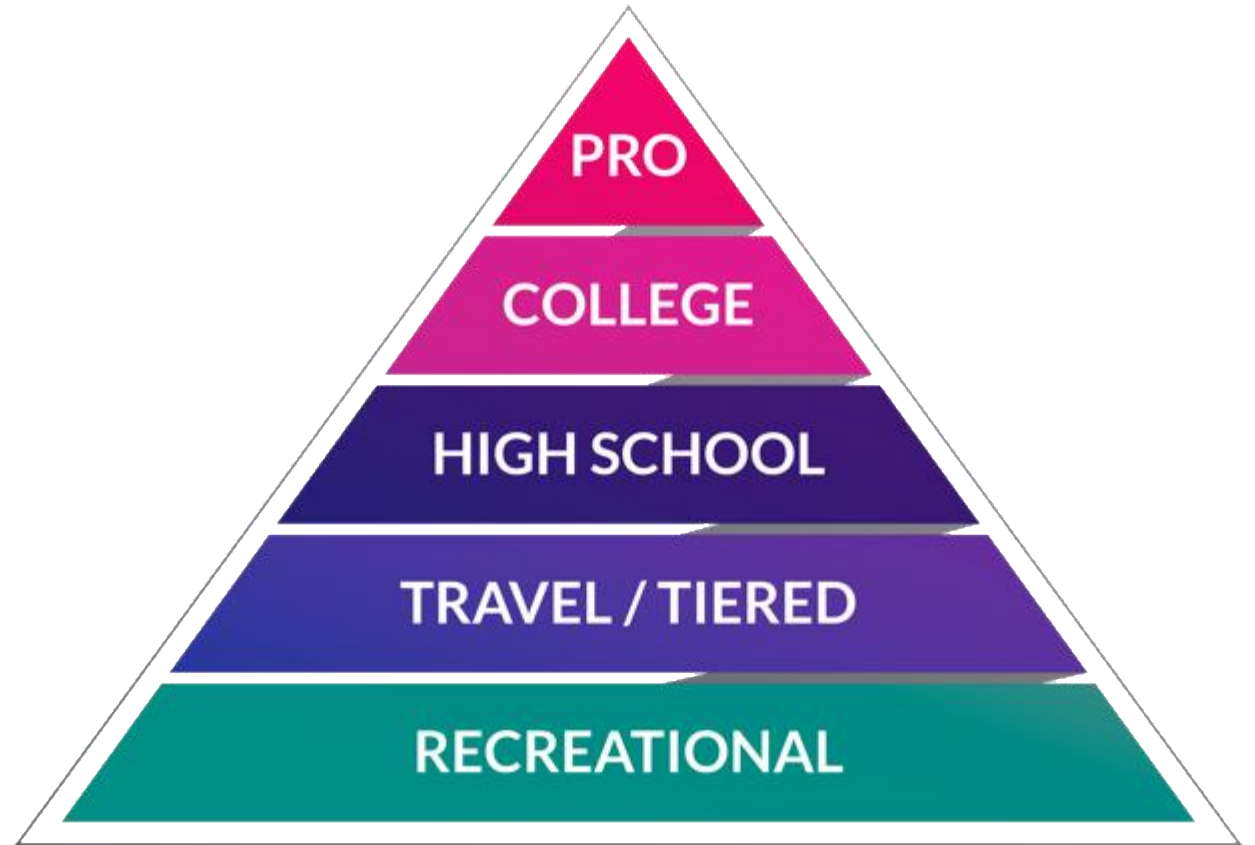 PRO
COLLEGE
HIGH SCHOOL
TRAVEL / TIERED
RECREATIONAL